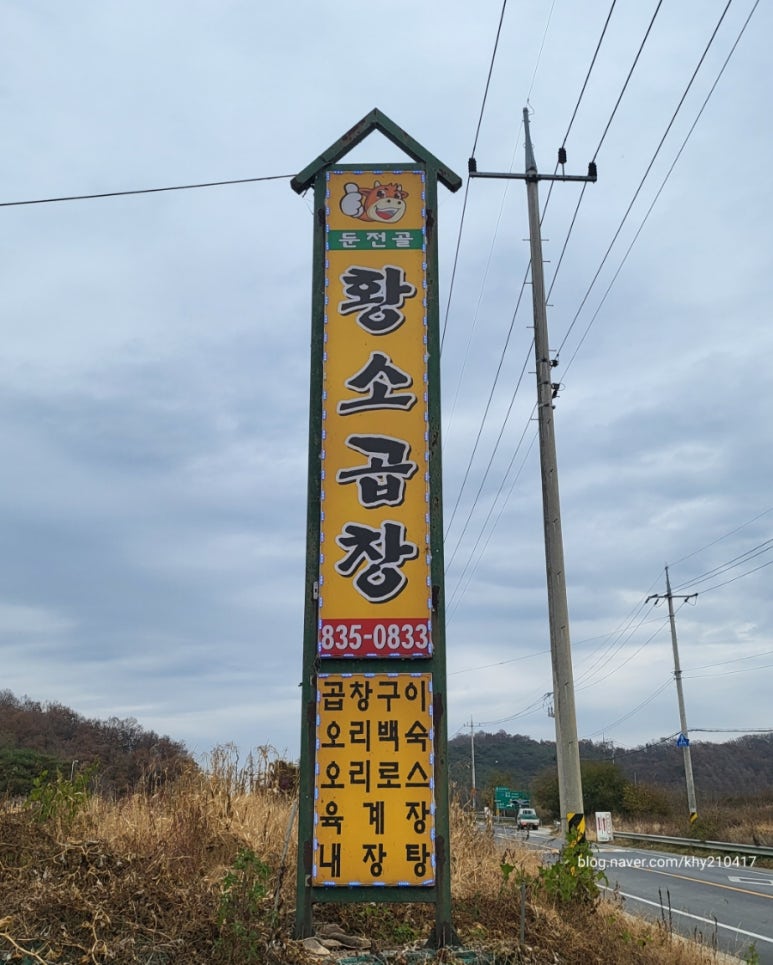 둔전골
황
소
곱
창
835-0833
곱창구이
오리백숙
오리로스
육계장
내장탕
blog.naver.com/khy210417